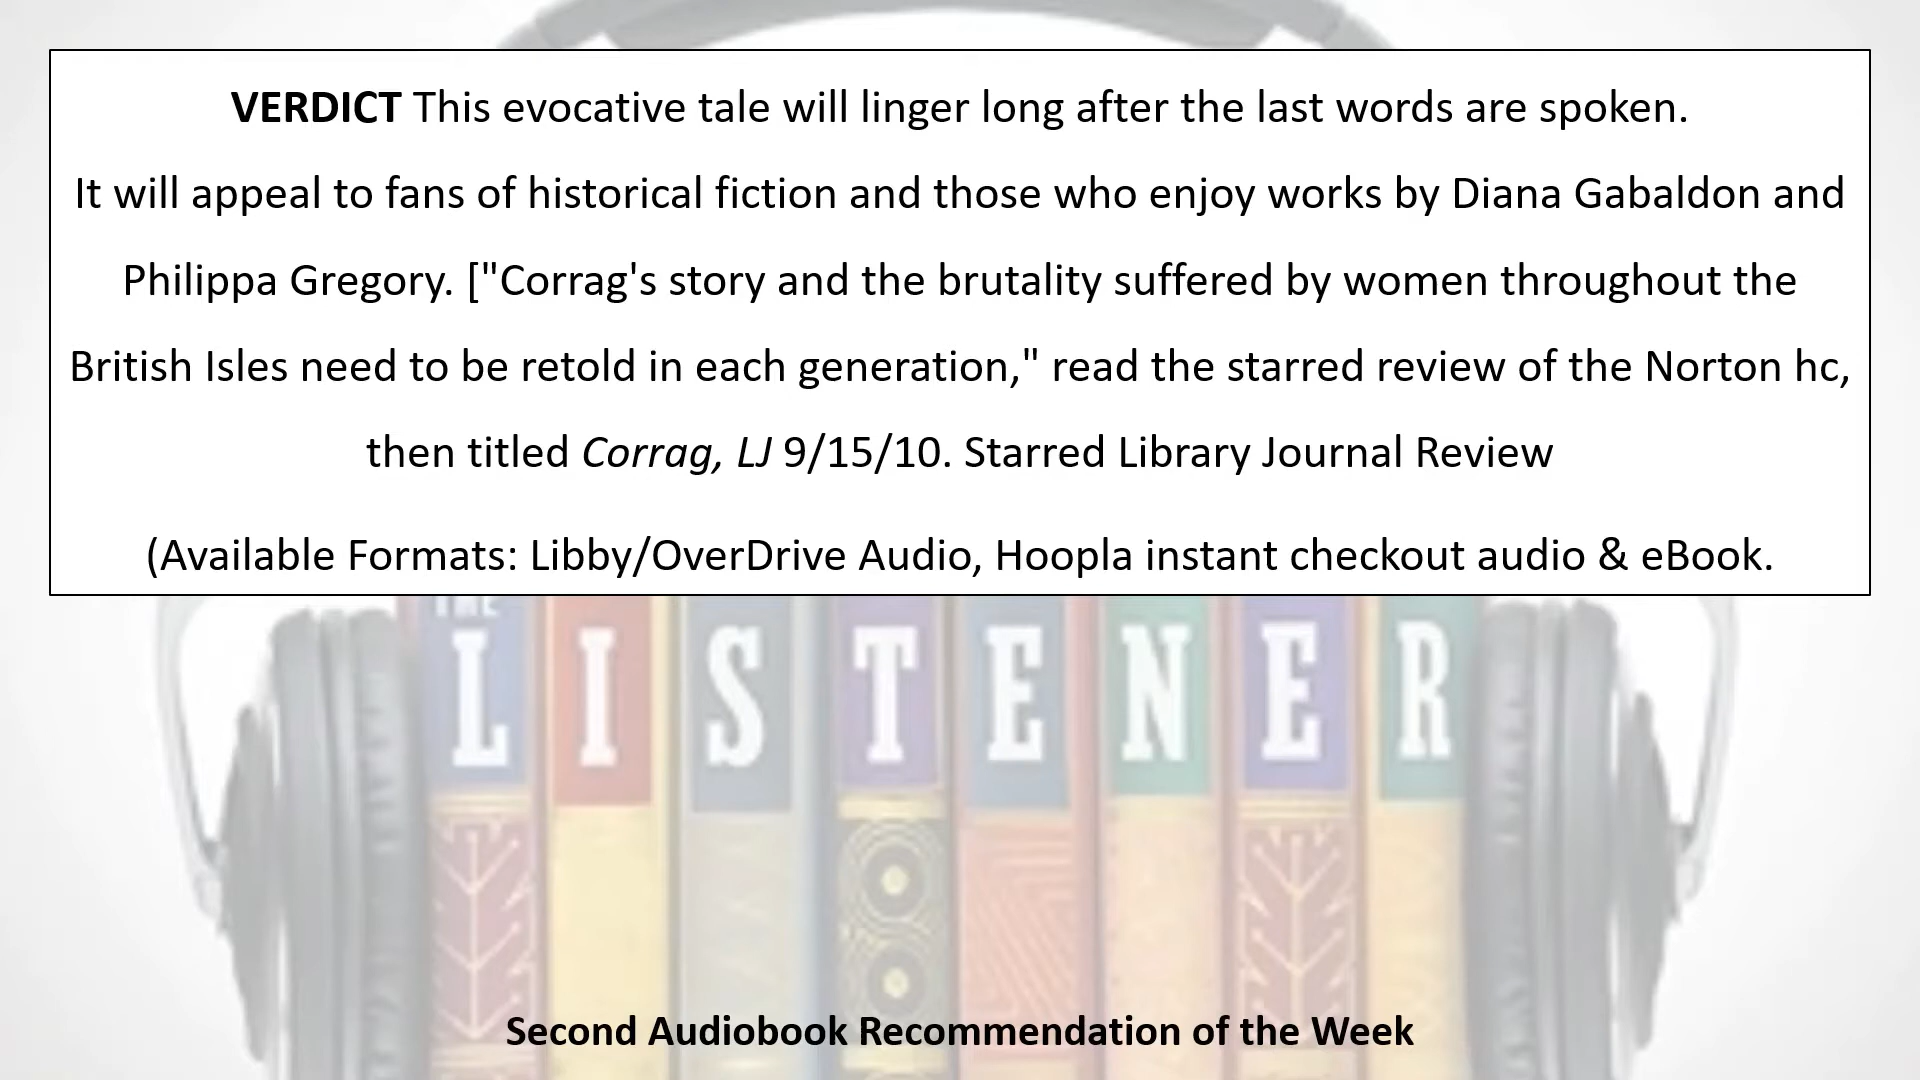 VERDICT This evocative tale will linger long after the last words are spoken.
It will appeal to fans of historical fiction and those who enjoy works by Diana Gabaldon and
Philippa Gregory. ["Corrag's story and the brutality suffered by women throughout the
British Isles need to be retold in each generation," read the starred review of the Norton hc,
then titled Corrag, LJ 9/15/10. Starred Library Journal Review
(Available Formats: Libby/OverDrive Audio, Hoopla instant checkout audio & eBook.
THE
LISTENER
Second Audiobook Recommendation of the Week